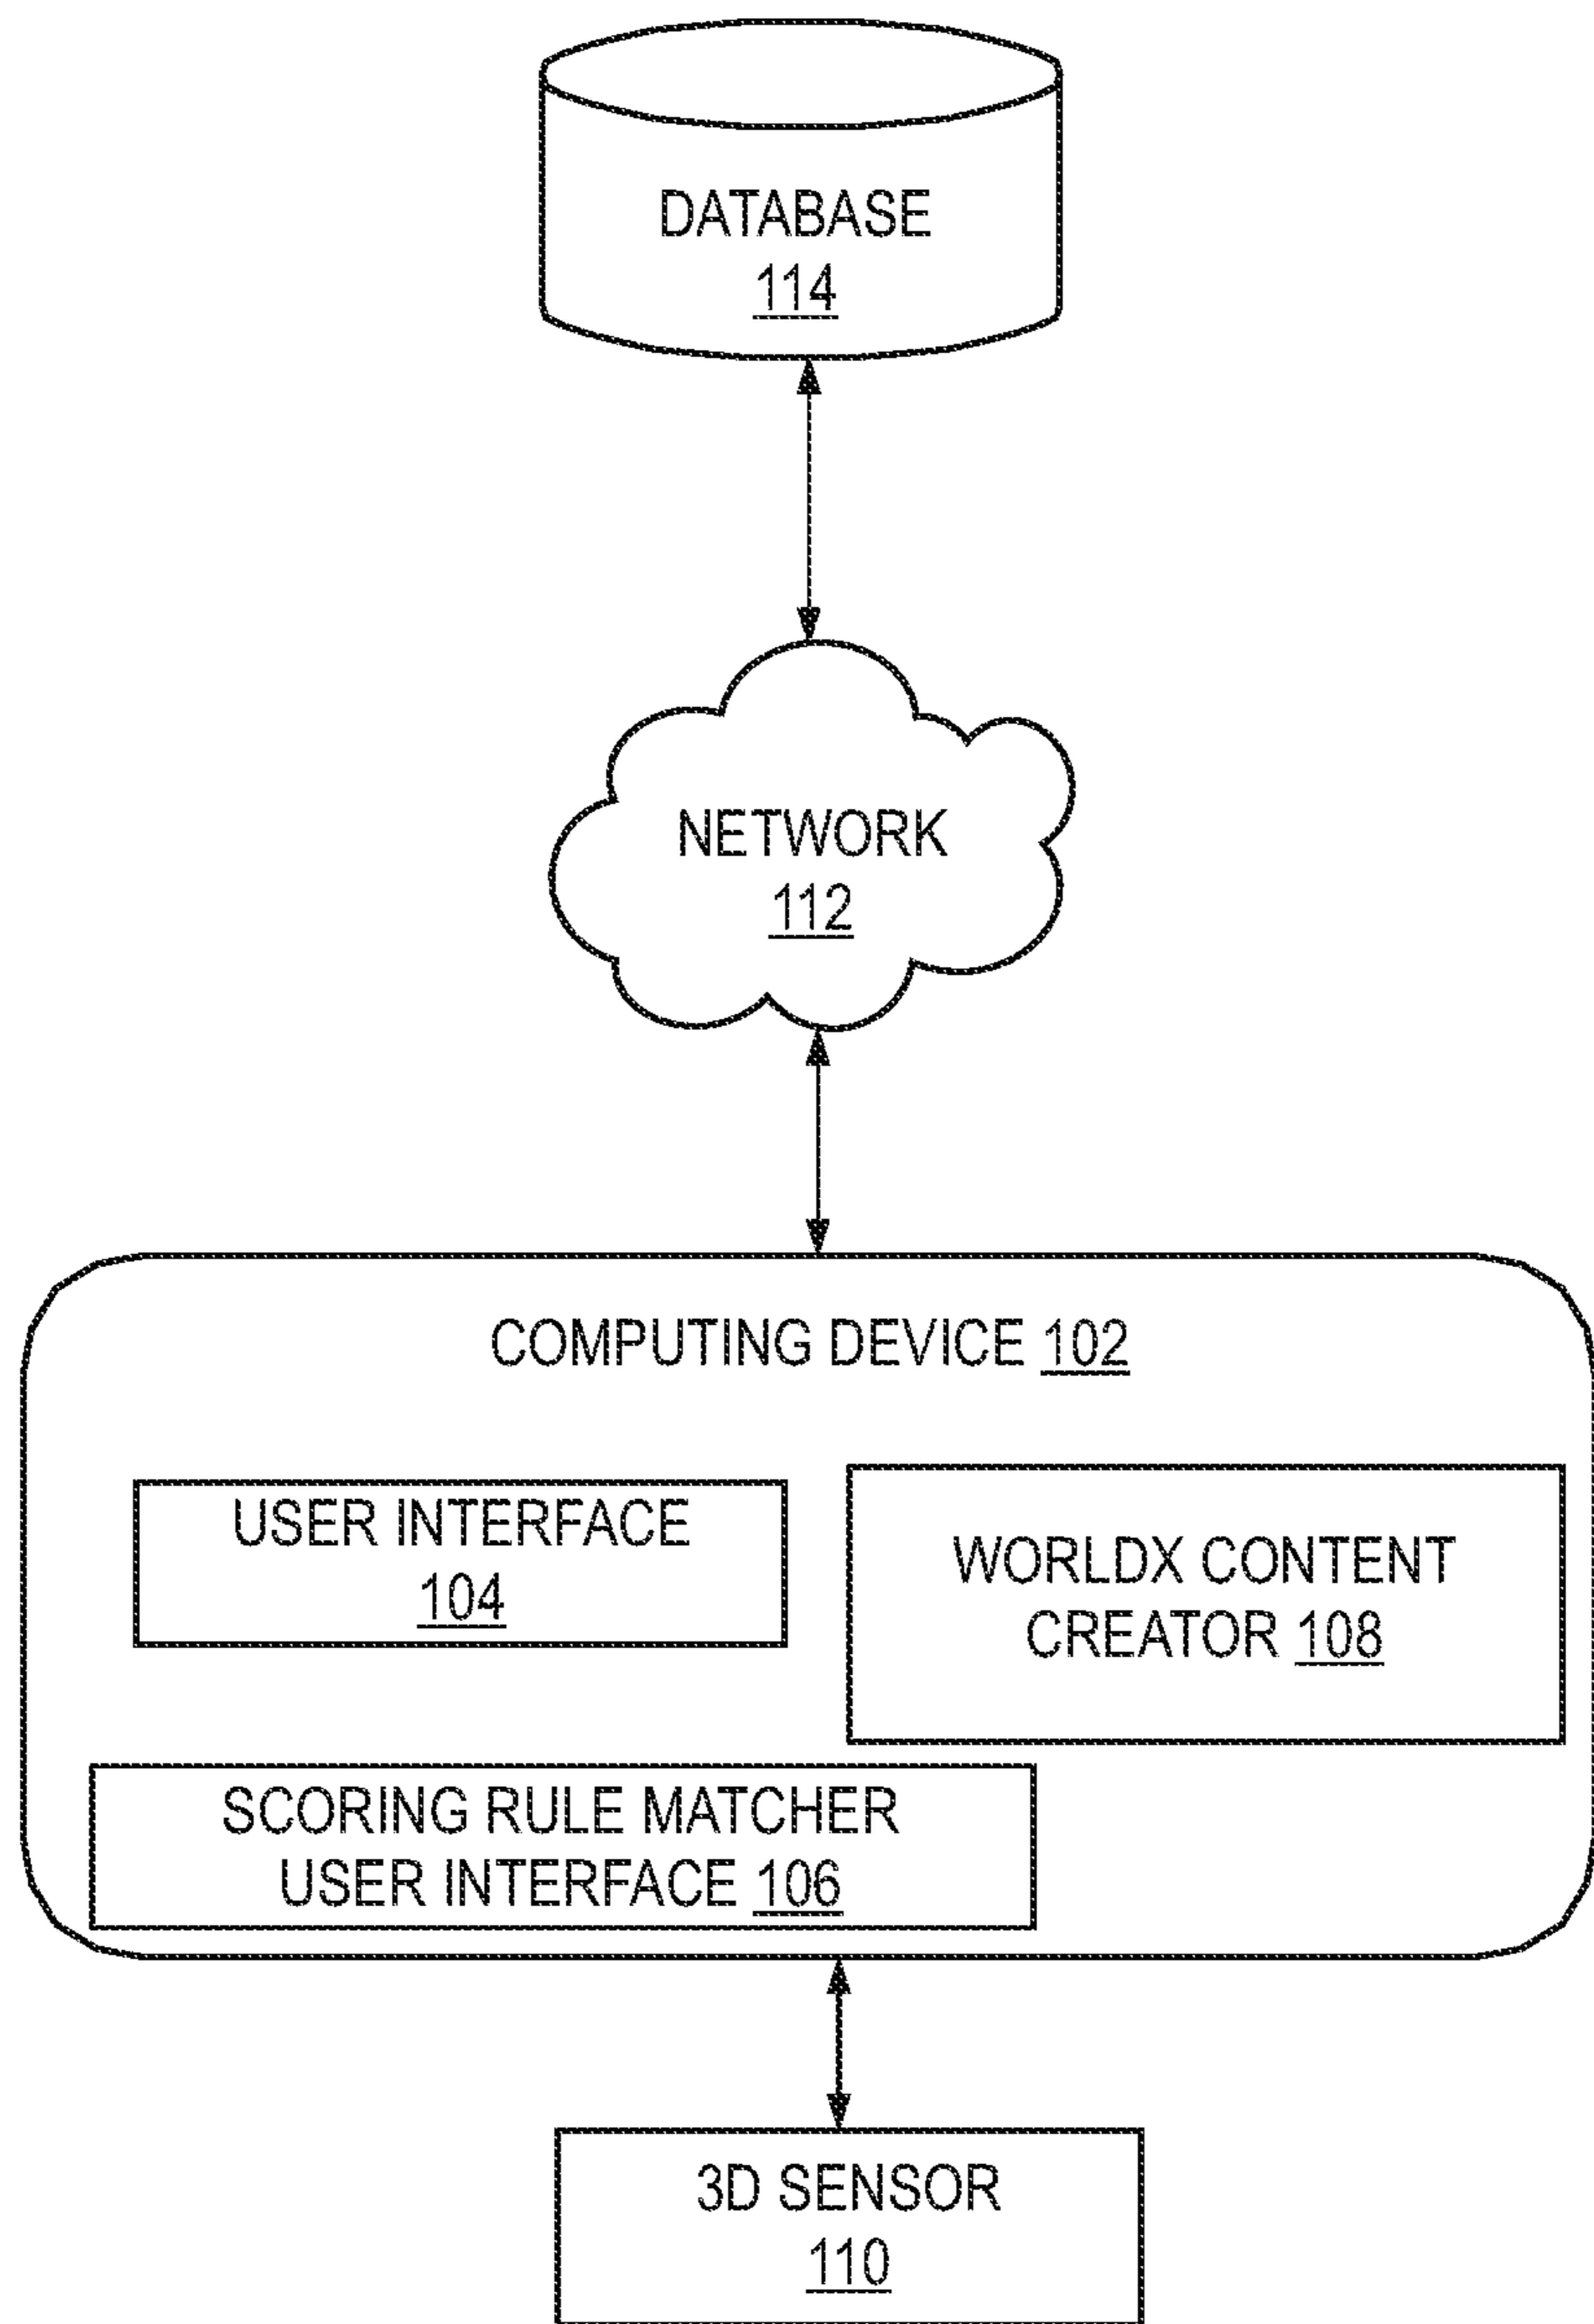 DATABASE
114
NETWORK
112
COMPUTING DEVICE 102
USER INTERFACE
104
WORLDX CONTENT
CREATOR 108
SCORING RULE MATCHER
USER INTERFACE 106
3D SENSOR
110